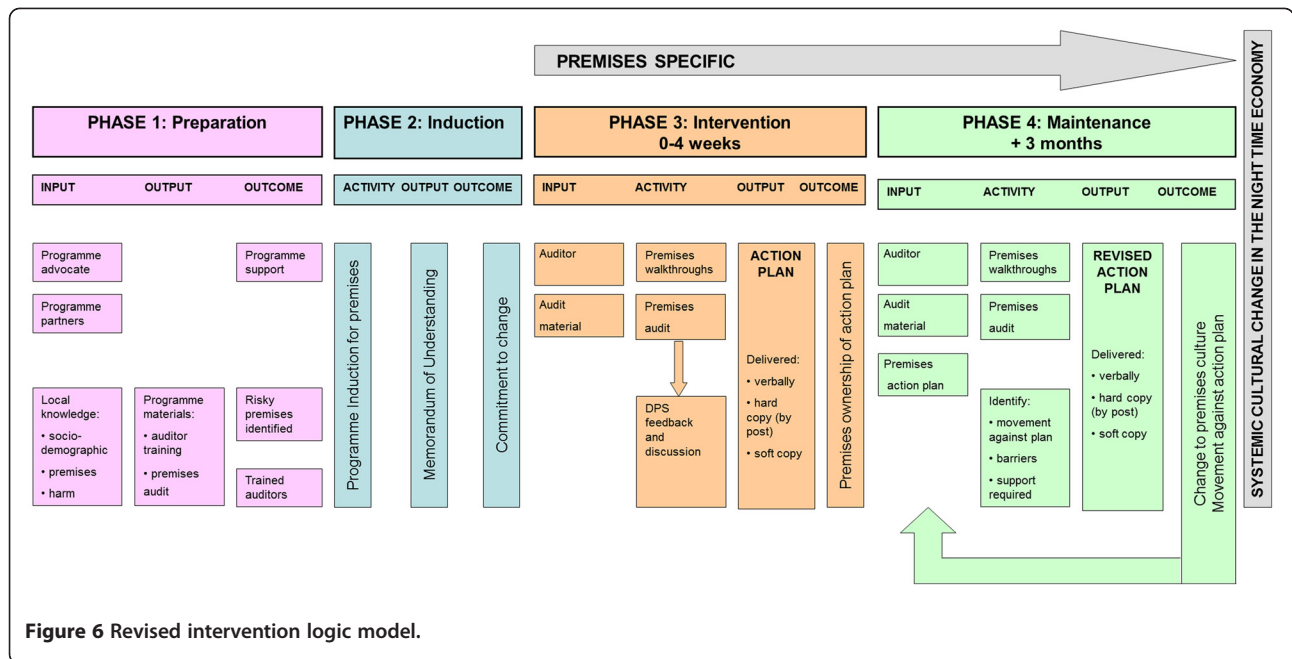 PREMISES SPECIFIC
SYSTEMIC CULTURAL CHANGE IN THE NIGHT TIME ECONOMY
PHASE 1: Preparation
INPUT OUTPUT OUTCOME
Programme
advocate
Programme
partners
Local
knowledge:
• socio-
demographic
• premises
• harm
Programme
materials:
• auditor
training
• premises
audit
Programme
support
Risky
premises
identified
Trained
auditors
PHASE 2: Induction
ACTIVITY OUTPUT OUTCOME
Programme Induction for premises
Memorandum of Understanding
Commitment to change
PHASE 3: Intervention
0-4 weeks
INPUT ACTIVITY OUTPUT OUTCOME
Auditor
Audit
material
Premises
walkthroughs
Premises
audit
DPS
feedback
and
discussion
ACTION
PLAN
Delivered:
• verbally
• hard
copy (by
post)
• soft copy
Premises ownership of action plan
PHASE 4: Maintenance
+ 3 months
INPUT ACTIVITY OUTPUT OUTCOME
Auditor
Audit
material
Premises
action plan
Premises
walkthroughs
Premises
audit
Identify:
• movement
against plan
• barriers
• support
required
REVISED
ACTION
PLAN
Delivered:
• verbally
• hard copy
(by post)
• soft copy
Change to premises culture
Movement against action plan
Figure 6 Revised intervention logic model.